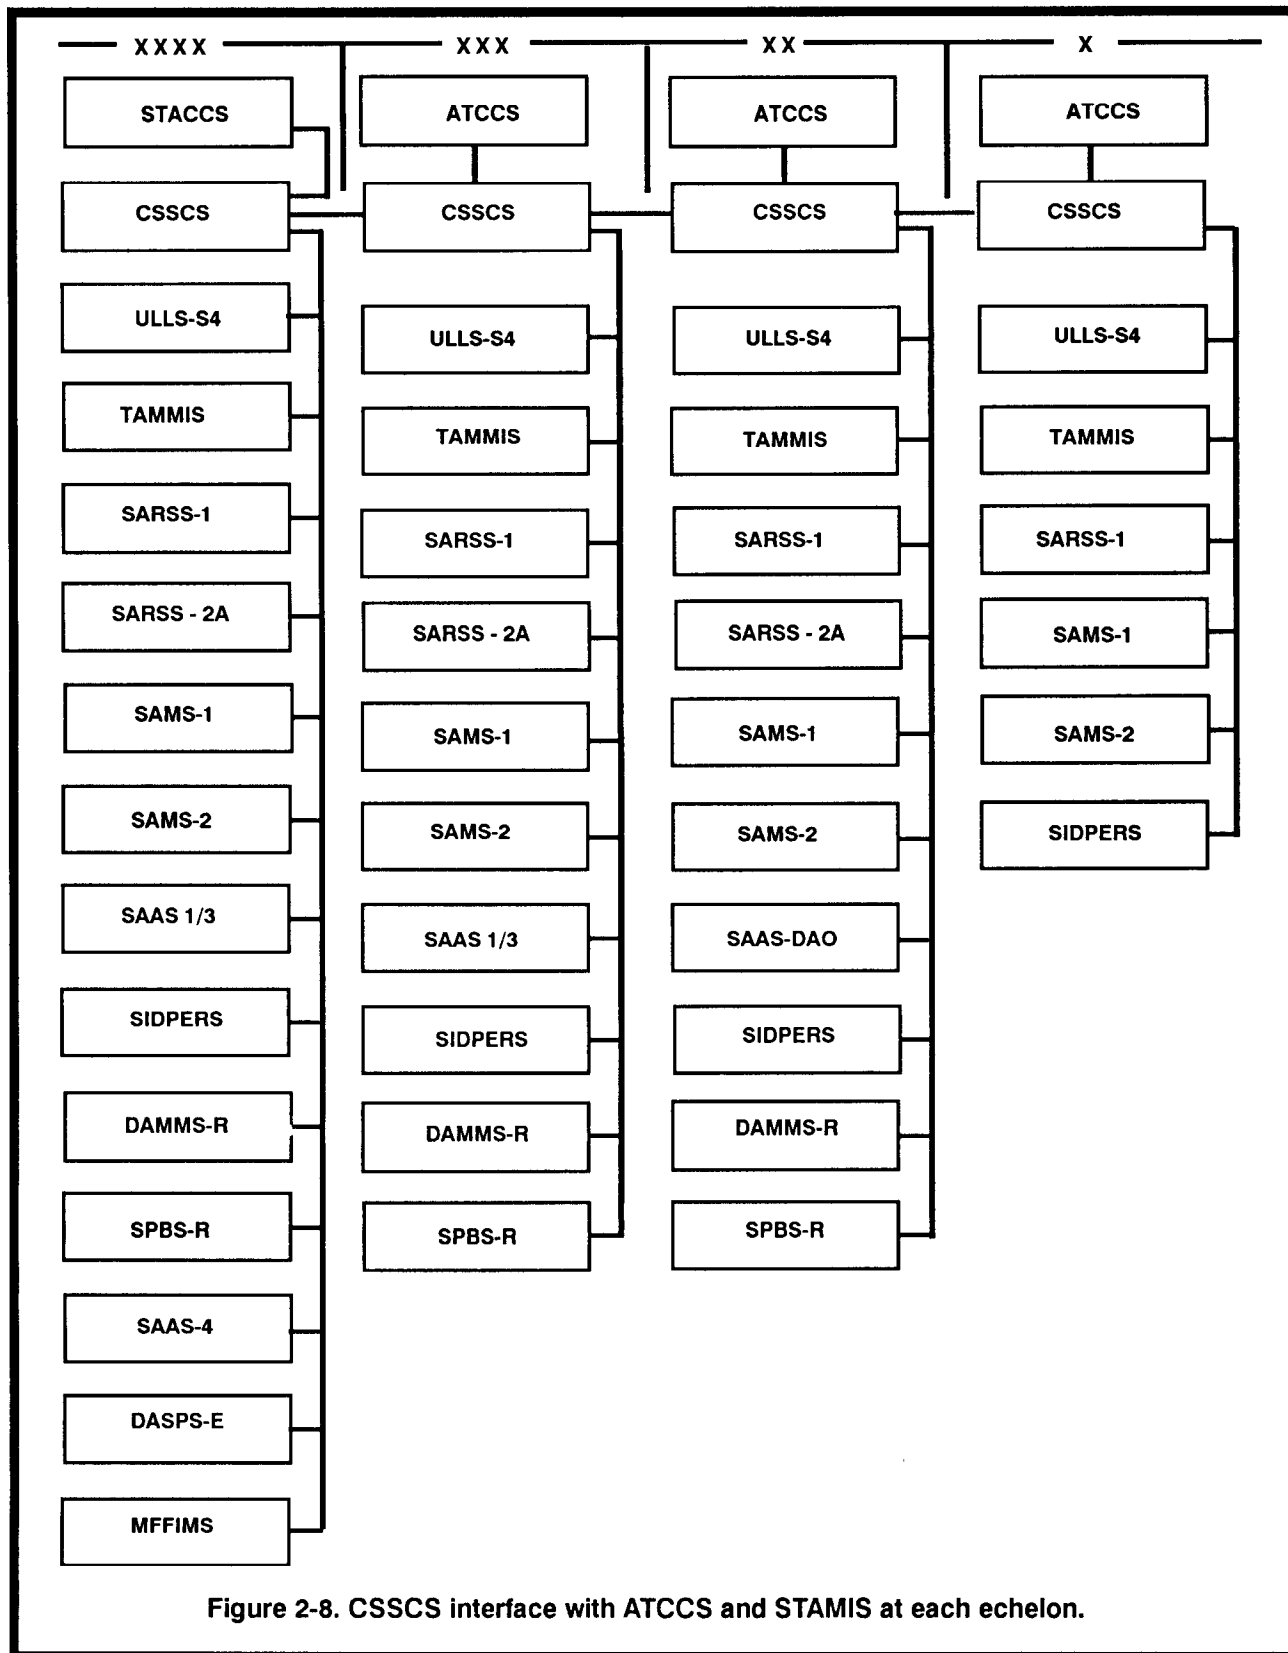 XXXX
XXX
XX
X
STACCS
CSSCS
ULLS-S4
TAMMIS
SARSS-1
SARSS - 2A
SAMS-1
SAMS-2
SAAS 1/3
SIDPERS
DAMMS-R
SPBS-R
SAAS-4
DASPS-E
MFFIMS
ATCCS
CSSCS
ULLS-S4
TAMMIS
SARSS-1
SARSS - 2A
SAMS-1
SAMS-2
SAAS 1/3
SIDPERS
DAMMS-R
SPBS-R
ATCCS
CSSCS
ULLS-S4
TAMMIS
SARSS-1
SARSS - 2A
SAMS-1
SAMS-2
SAAS-DAO
SIDPERS
DAMMS-R
SPBS-R
ATCCS
CSSCS
ULLS-S4
TAMMIS
SARSS-1
SAMS-1
SAMS-2
SIDPERS
Figure 2-8. CSSCS interface with ATCCS and STAMIS at each echelon.